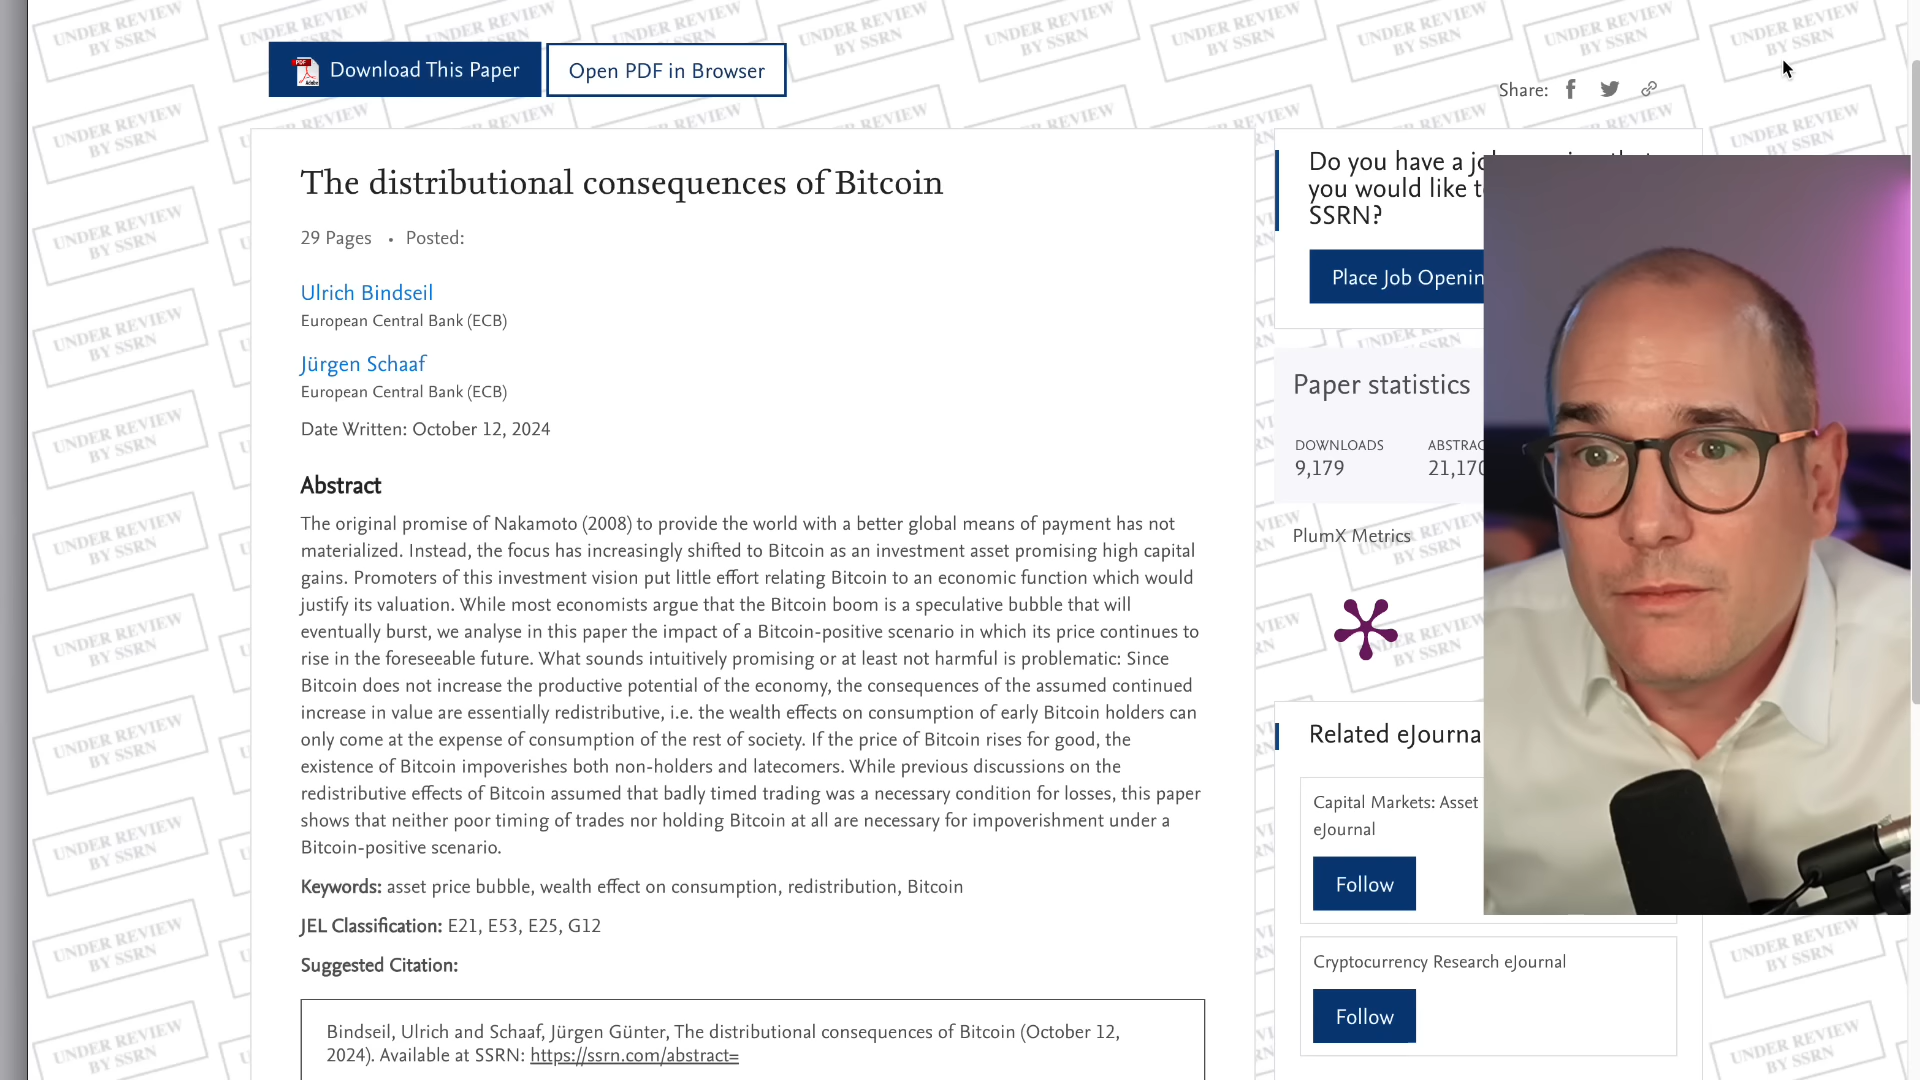 UNDER REVIEW
BY SSRN
Download This Paper
Open PDF in Browser
Share:
The distributional consequences of Bitcoin
29 Pages • Posted:
Ulrich Bindseil
European Central Bank (ECB)
Jürgen Schaaf
European Central Bank (ECB)
Date Written: October 12, 2024
Abstract
The original promise of Nakamoto (2008) to provide the world with a better global means of payment has not
materialized. Instead, the focus has increasingly shifted to Bitcoin as an investment asset promising high capital
gains. Promoters of this investment vision put little effort relating Bitcoin to an economic function which would
justify its valuation. While most economists argue that the Bitcoin boom is a speculative bubble that will
eventually burst, we analyse in this paper the impact of a Bitcoin-positive scenario in which its price continues to
rise in the foreseeable future. What sounds intuitively promising or at least not harmful is problematic: Since
Bitcoin does not increase the productive potential of the economy, the consequences of the assumed continued
increase in value are essentially redistributive, i.e. the wealth effects on consumption of early Bitcoin holders can
only come at the expense of consumption of the rest of society. If the price of Bitcoin rises for good, the
existence of Bitcoin impoverishes both non-holders and latecomers. While previous discussions on the
redistributive effects of Bitcoin assumed that badly timed trading was a necessary condition for losses, this paper
shows that neither poor timing of trades nor holding Bitcoin at all are necessary for impoverishment under a
Bitcoin-positive scenario.
Keywords: asset price bubble, wealth effect on consumption, redistribution, Bitcoin
JEL Classification: E21, E53, E25, G12
Suggested Citation:
Bindseil, Ulrich and Schaaf, Jürgen Günter, The distributional consequences of Bitcoin (October 12,
2024). Available at SSRN: https://ssrn.com/abstract=
Do you have a
you would like
SSRN?
Place Job Openin
Paper statistics
DOWNLOADS
9,179
21,170
PlumX Metrics
Related eJourna
Capital Markets: Asset
eJournal
Follow
Cryptocurrency Research eJournal
Follow